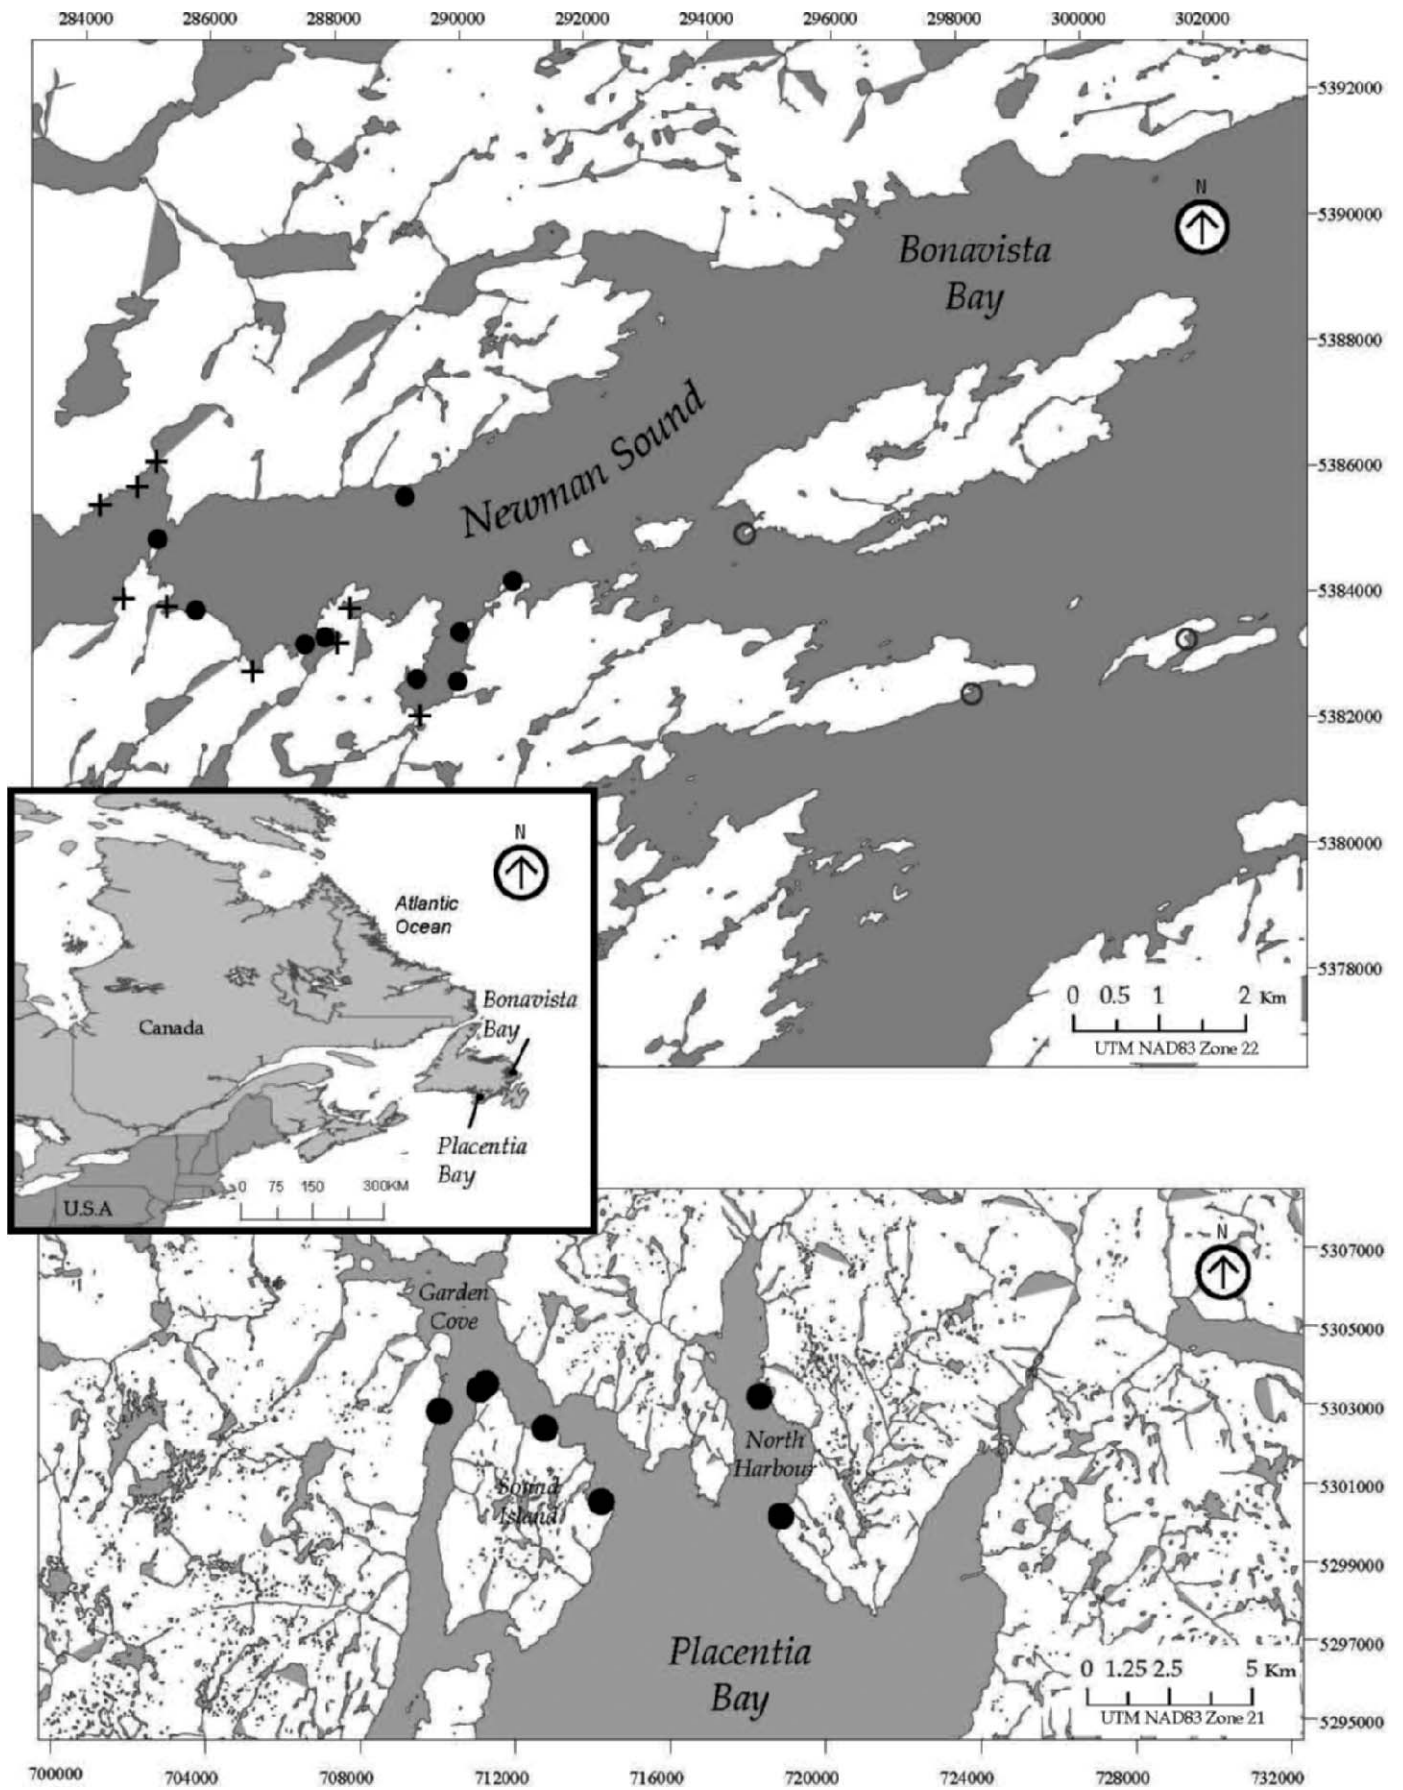 284000 286000 288000 290000 292000 294000 296000 298000 300000 302000
5392000
N
5390000
Bonavista
Bay
5388000
Newman Sound
5386000
5384000
5382000
5380000
5378000
0 0.5 1 2 Km
UTM NAD83 Zone 22
N
Atlantic
Ocean
Bonavista
Bay
Canada
Placentia
Bay
0 75 150 300KM
U.S.A
N
5307000
Garden
Cove
5305000
5303000
North
Harbour
5301000
Sound
Island
5299000
5297000
Placentia
Bay
0 1.25 2.5 5 Km
UTM NAD83 Zone 21
5295000
700000 704000 708000 712000 716000 720000 724000 728000 732000